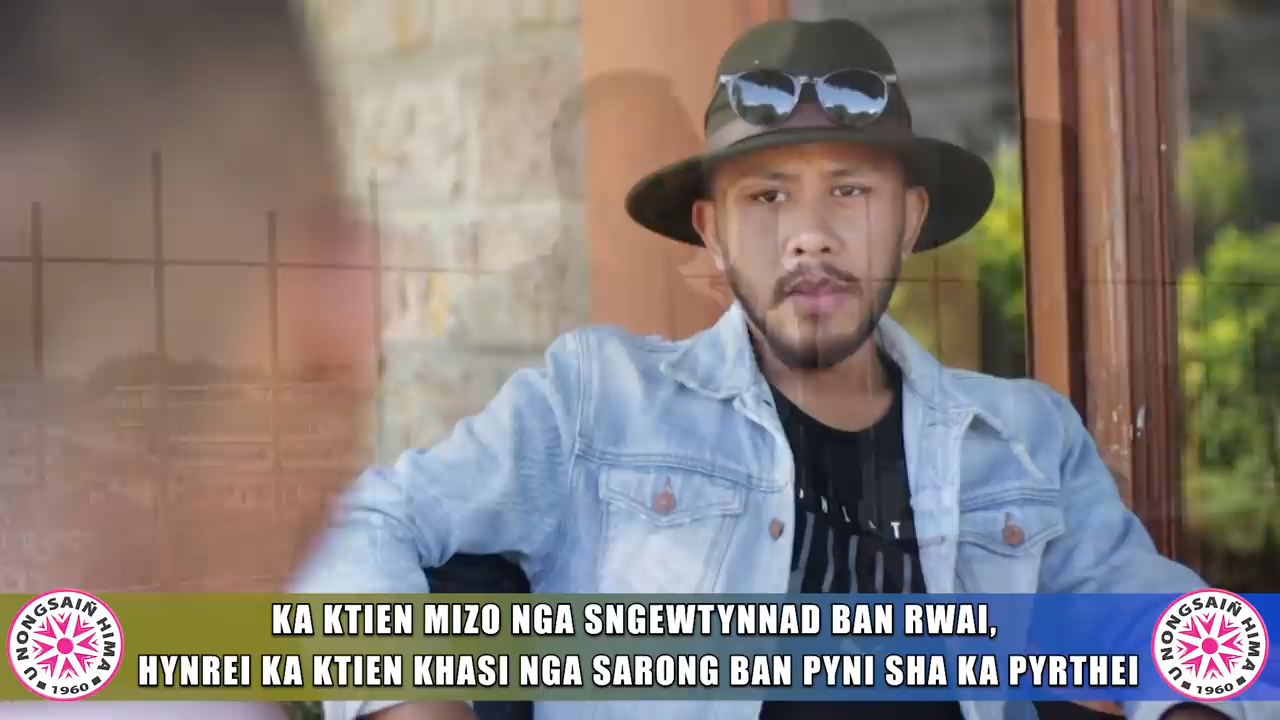 KA KTIEN MIZO NGA SNGEWTYNNAD BAN RWAI,
HYNREI KA KTIEN KHASI NGA SARONG BAN PYNI SHA KA PYRTHEI
U NONGSAIÑ HIMA
1960
U NONGSAIÑ HIMA
1960